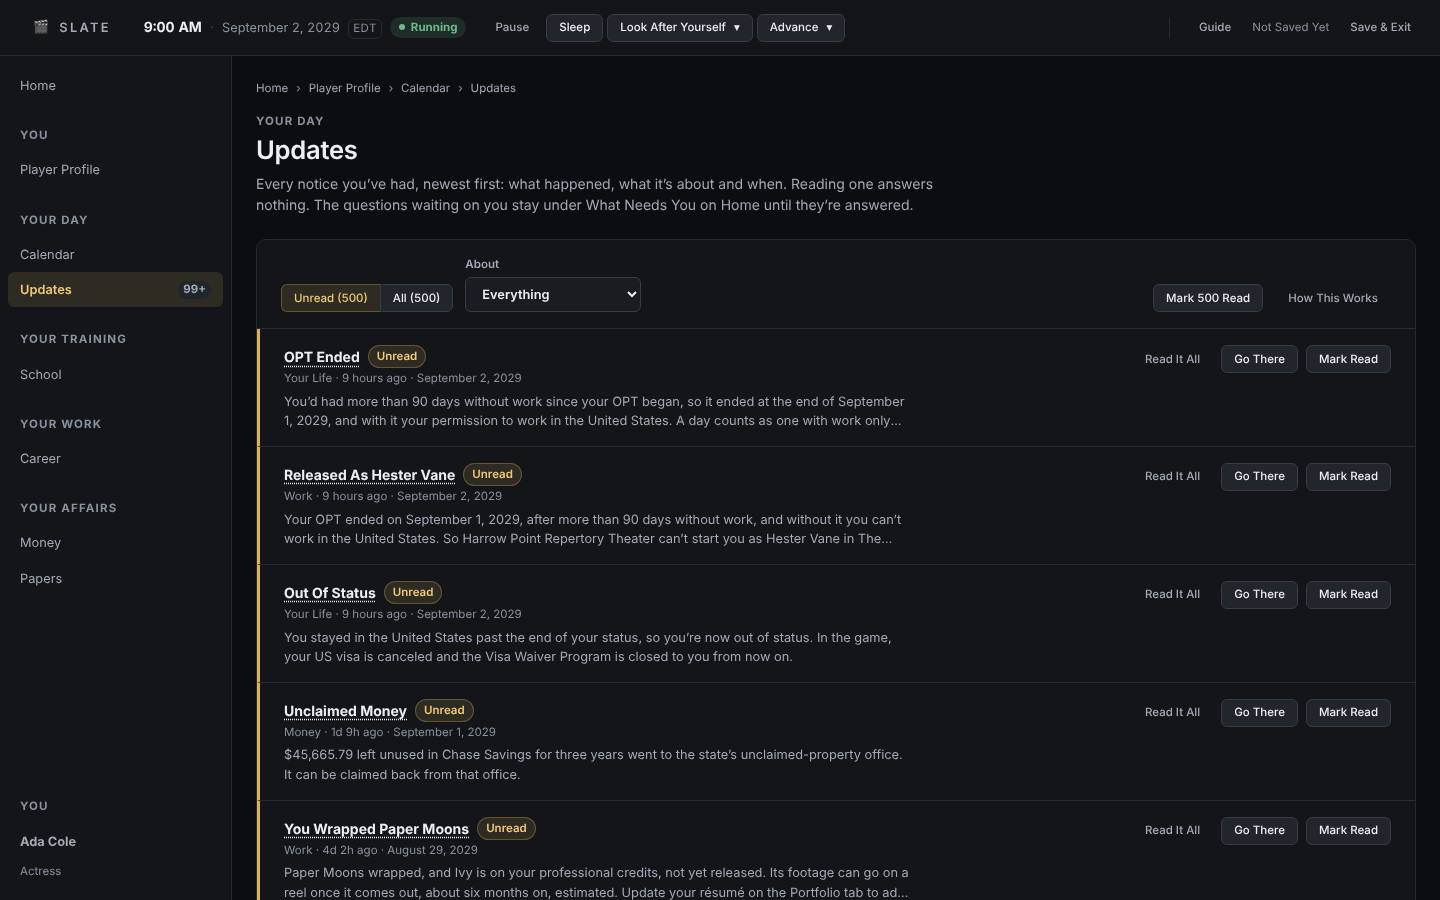 SLATE
9:00 AM · September 2, 2029 EDT Running
Pause
Sleep
Look After Yourself ▾
Advance ▾
Guide
Not Saved Yet
Save & Exit
Home
YOU
Player Profile
YOUR DAY
Calendar
Updates 99+
YOUR TRAINING
School
YOUR WORK
Career
YOUR AFFAIRS
Money
Papers
YOU
Ada Cole
Actress
Home › Player Profile › Calendar › Updates
YOUR DAY
Updates
Every notice you’ve had, newest first: what happened, what it’s about and when. Reading one answers
nothing. The questions waiting on you stay under What Needs You on Home until they’re answered.
About
Unread (500) All (500) Everything
Mark 500 Read How This Works
OPT Ended Unread
Read It All Go There Mark Read
Your Life · 9 hours ago · September 2, 2029
You’d had more than 90 days without work since your OPT began, so it ended at the end of September
1, 2029, and with it your permission to work in the United States. A day counts as one with work only…
Released As Hester Vane Unread
Read It All Go There Mark Read
Work · 9 hours ago · September 2, 2029
Your OPT ended on September 1, 2029, after more than 90 days without work, and without it you can’t
work in the United States. So Harrow Point Repertory Theater can’t start you as Hester Vane in The…
Out Of Status Unread
Read It All Go There Mark Read
Your Life · 9 hours ago · September 2, 2029
You stayed in the United States past the end of your status, so you’re now out of status. In the game,
your US visa is canceled and the Visa Waiver Program is closed to you from now on.
Unclaimed Money Unread
Read It All Go There Mark Read
Money · 1d 9h ago · September 1, 2029
$45,665.79 left unused in Chase Savings for three years went to the state’s unclaimed-property office.
It can be claimed back from that office.
You Wrapped Paper Moons Unread
Read It All Go There Mark Read
Work · 4d 2h ago · August 29, 2029
Paper Moons wrapped, and Ivy is on your professional credits, not yet released. Its footage can go on a
reel once it comes out, about six months on, estimated. Update your résumé on the Portfolio tab to ad…